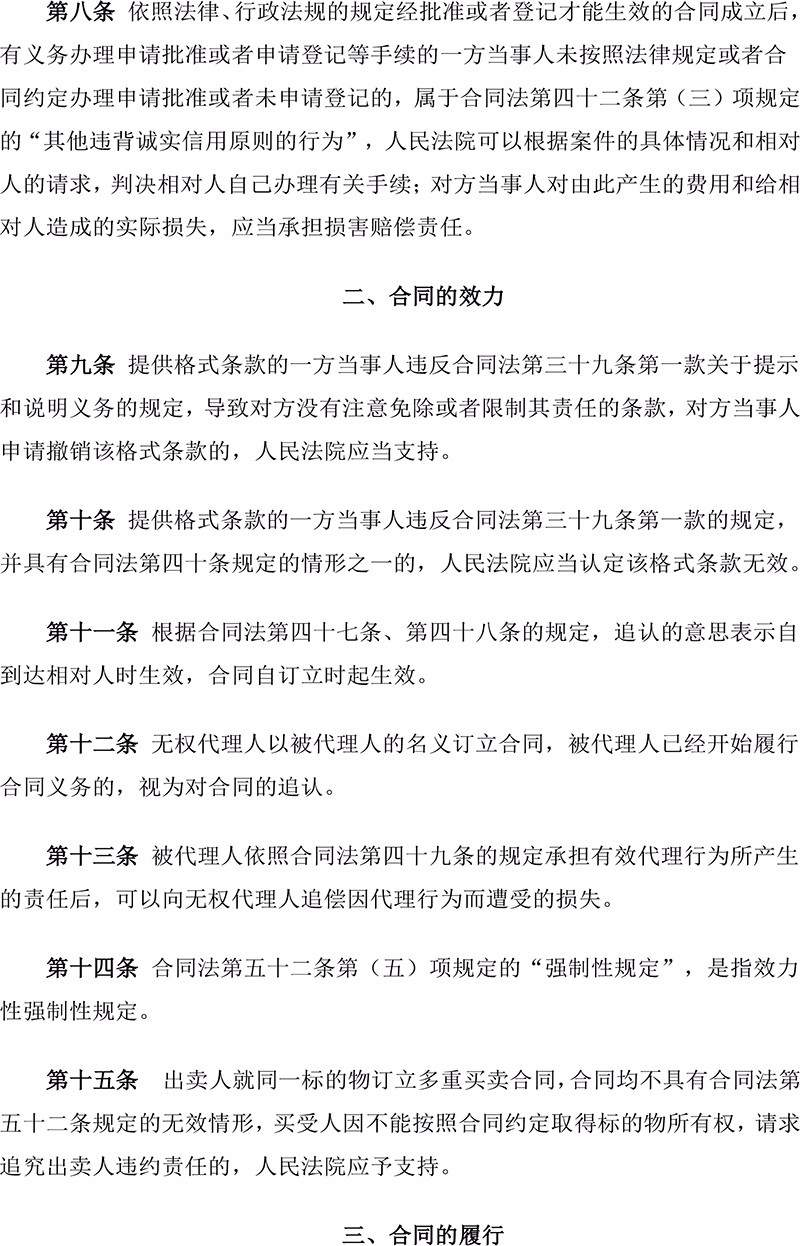 第八条 依照法律、行政法规的规定经批准或者登记才能生效的合同成立后，
有义务办理申请批准或者申请登记等手续的一方当事人未按照法律规定或者合
同约定办理申请批准或者未申请登记的，属于合同法第四十二条第（三）项规定
的“其他违背诚实信用原则的行为”，人民法院可以根据案件的具体情况和相对
人的请求，判决相对人自己办理有关手续；对方当事人对由此产生的费用和给相
对人造成的实际损失，应当承担损害赔偿责任。
二、合同的效力
第九条 提供格式条款的一方当事人违反合同法第三十九条第一款关于提示
和说明义务的规定，导致对方没有注意免除或者限制其责任的条款，对方当事人
申请撤销该格式条款的，人民法院应当支持。
第十条 提供格式条款的一方当事人违反合同法第三十九条第一款的规定，
并具有合同法第四十条规定的情形之一的，人民法院应当认定该格式条款无效。
第十一条 根据合同法第四十七条、第四十八条的规定，追认的意思表示自
到达相对人时生效，合同自订立时起生效。
第十二条 无权代理人以被代理人的名义订立合同，被代理人已经开始履行
合同义务的，视为对合同的追认。
第十三条 被代理人依照合同法第四十九条的规定承担有效代理行为所产生
的责任后，可以向无权代理人追偿因代理行为而遭受的损失。
第十四条 合同法第五十二条第（五）项规定的“强制性规定”，是指效力
性强制性规定。
第十五条 出卖人就同一标的物订立多重买卖合同，合同均不具有合同法第
五十二条规定的无效情形，买受人因不能按照合同约定取得标的物所有权，请求
追究出卖人违约责任的，人民法院应予支持。
三、合同的履行